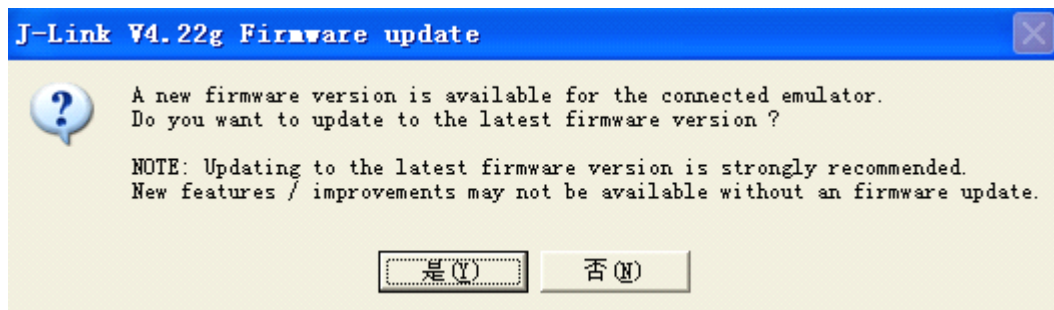 J-Link V4.22g Firmware update
A new firmware version is available for the connected emulator.
Do you want to update to the latest firmware version ?
NOTE: Updating to the latest firmware version is strongly recommended.
New features / improvements may not be available without an firmware update.
是(Y) 否(N)